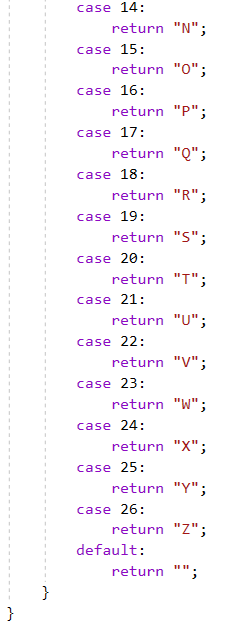 case 14:
return "N";
case 15:
return "O";
case 16:
return "P";
case 17:
return "Q";
case 18:
return "R";
case 19:
return "S";
case 20:
return "T";
case 21:
return "U";
case 22:
return "V";
case 23:
return "W";
case 24:
return "X";
case 25:
return "Y";
case 26:
return "Z";
default:
return "";
}
}